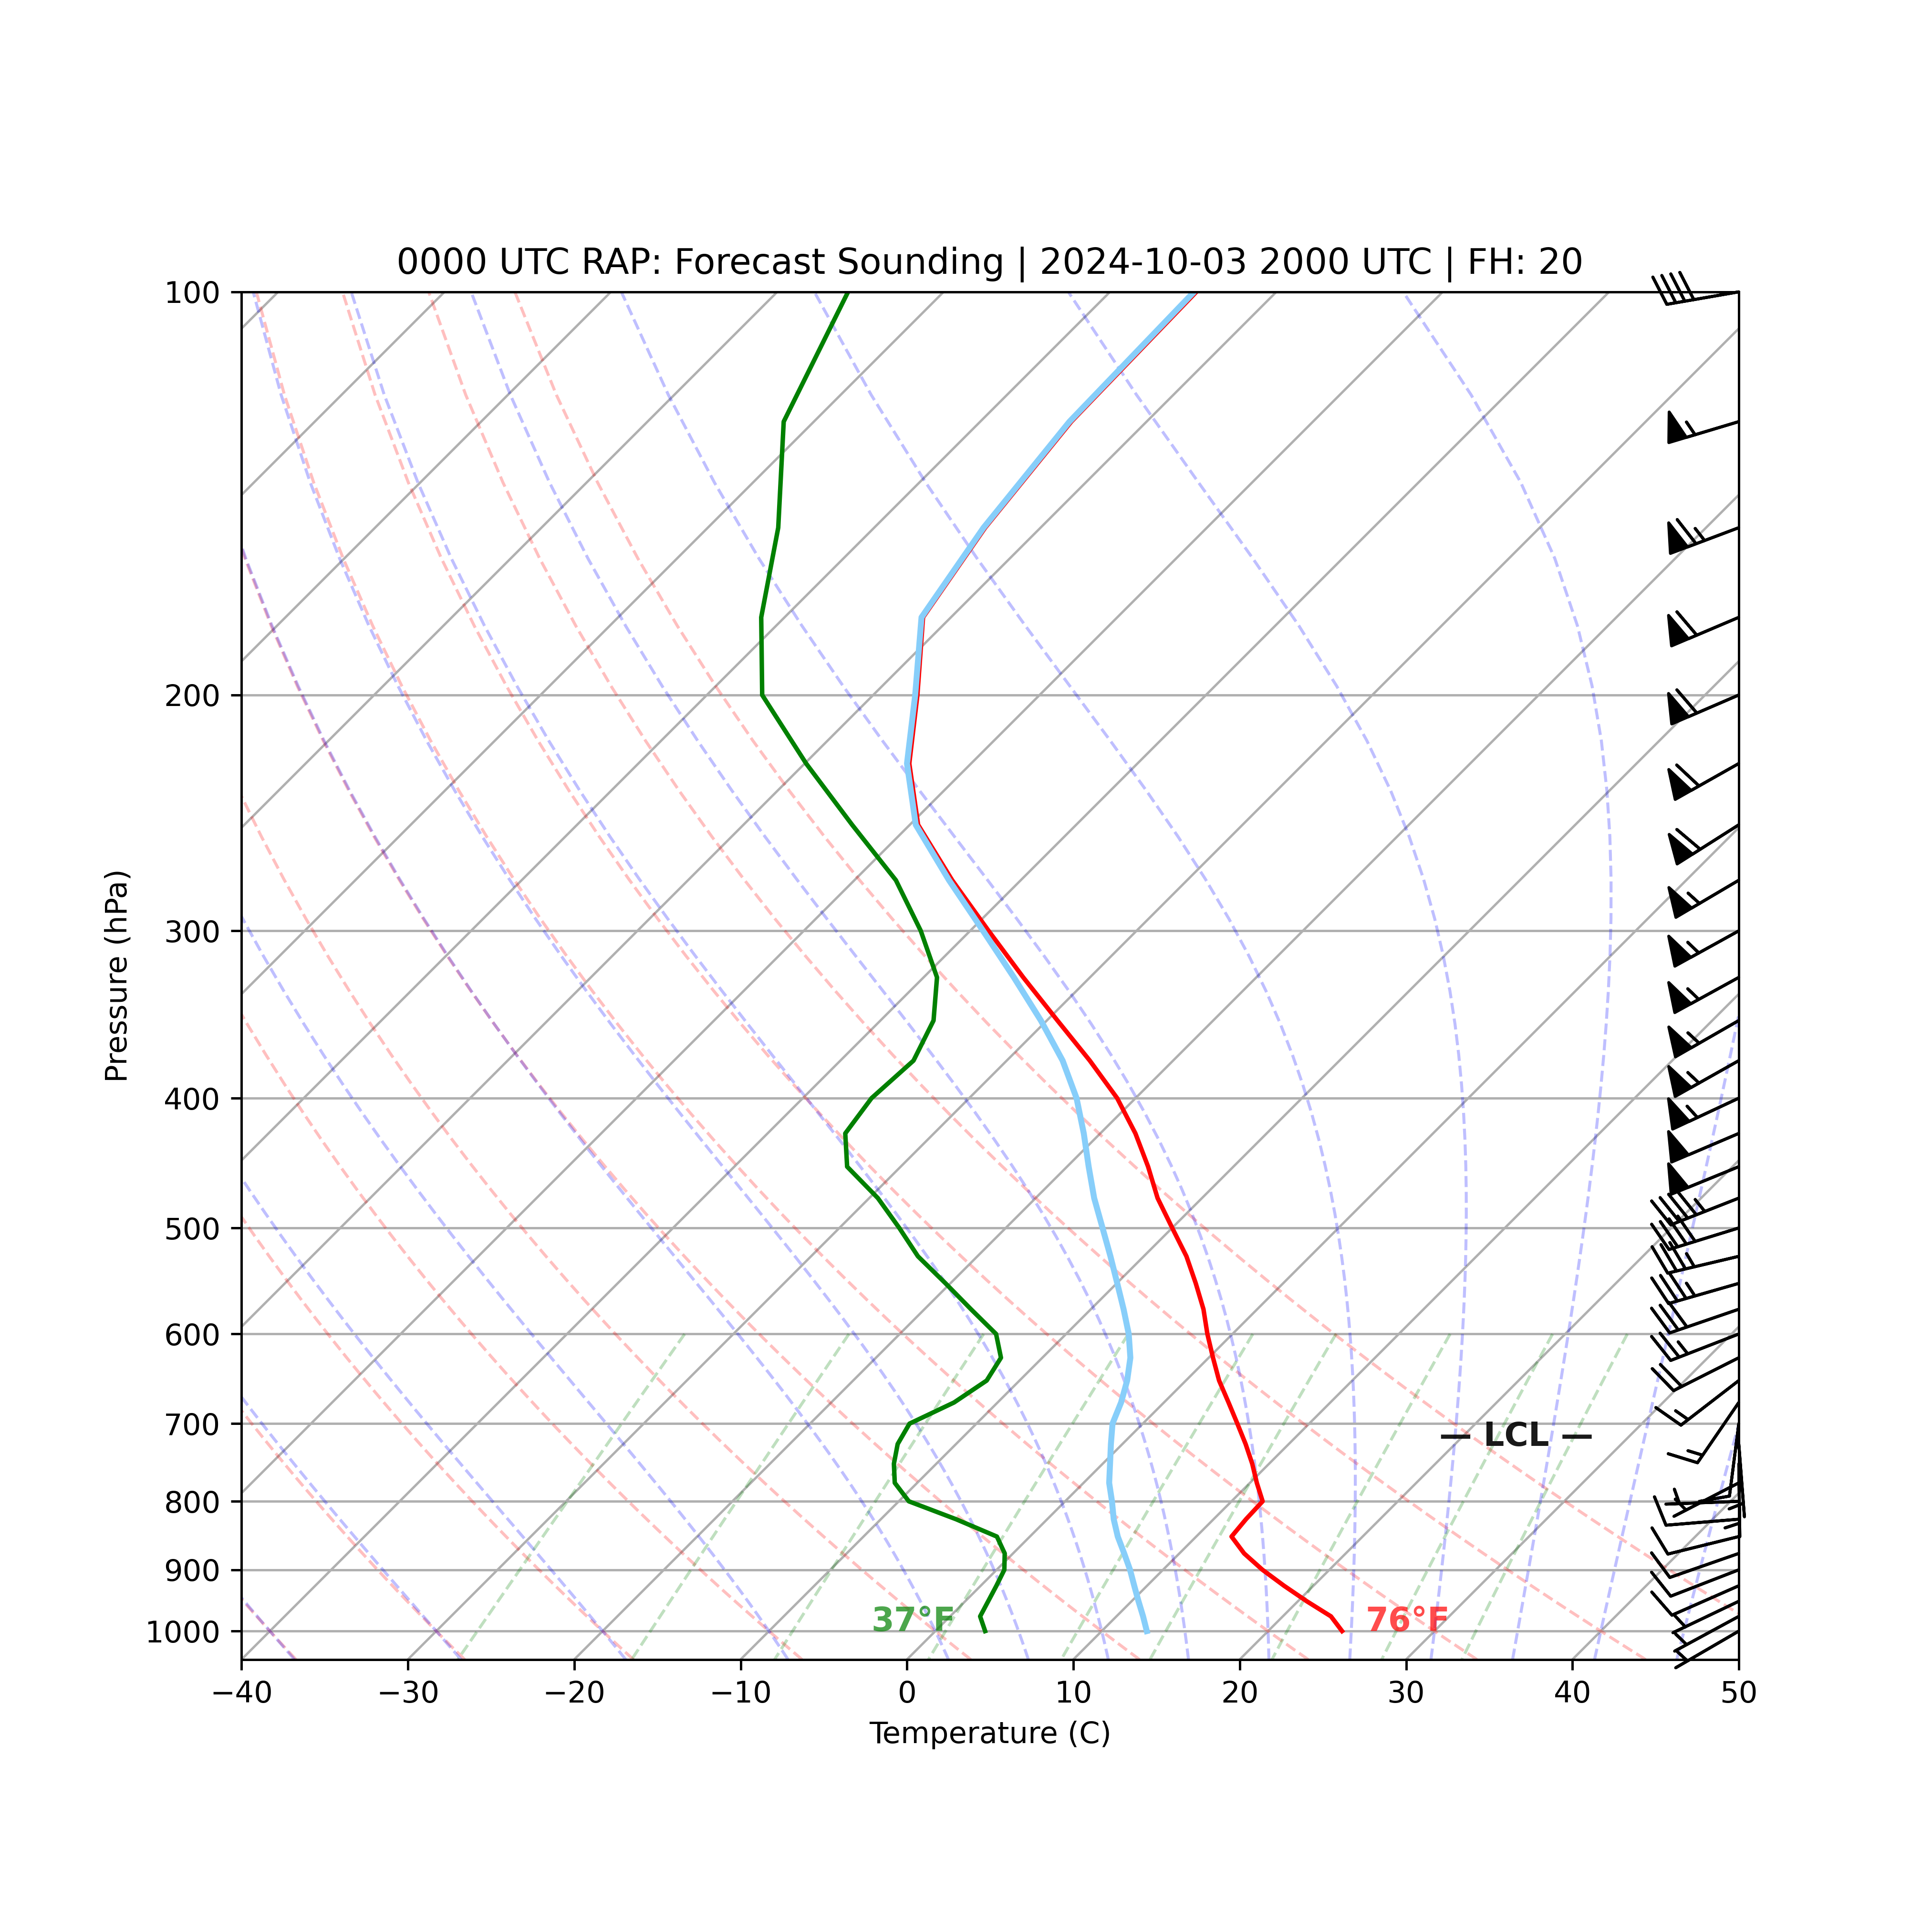 0000 UTC RAP: Forecast Sounding | 2024-10-03 2000 UTC | FH: 20
100
200
300
400
500
600
700
800
900
1000
Pressure (hPa)
— LCL —
37°F
76°F
−40 −30 −20 −10 0 10 20 30 40 50
Temperature (C)